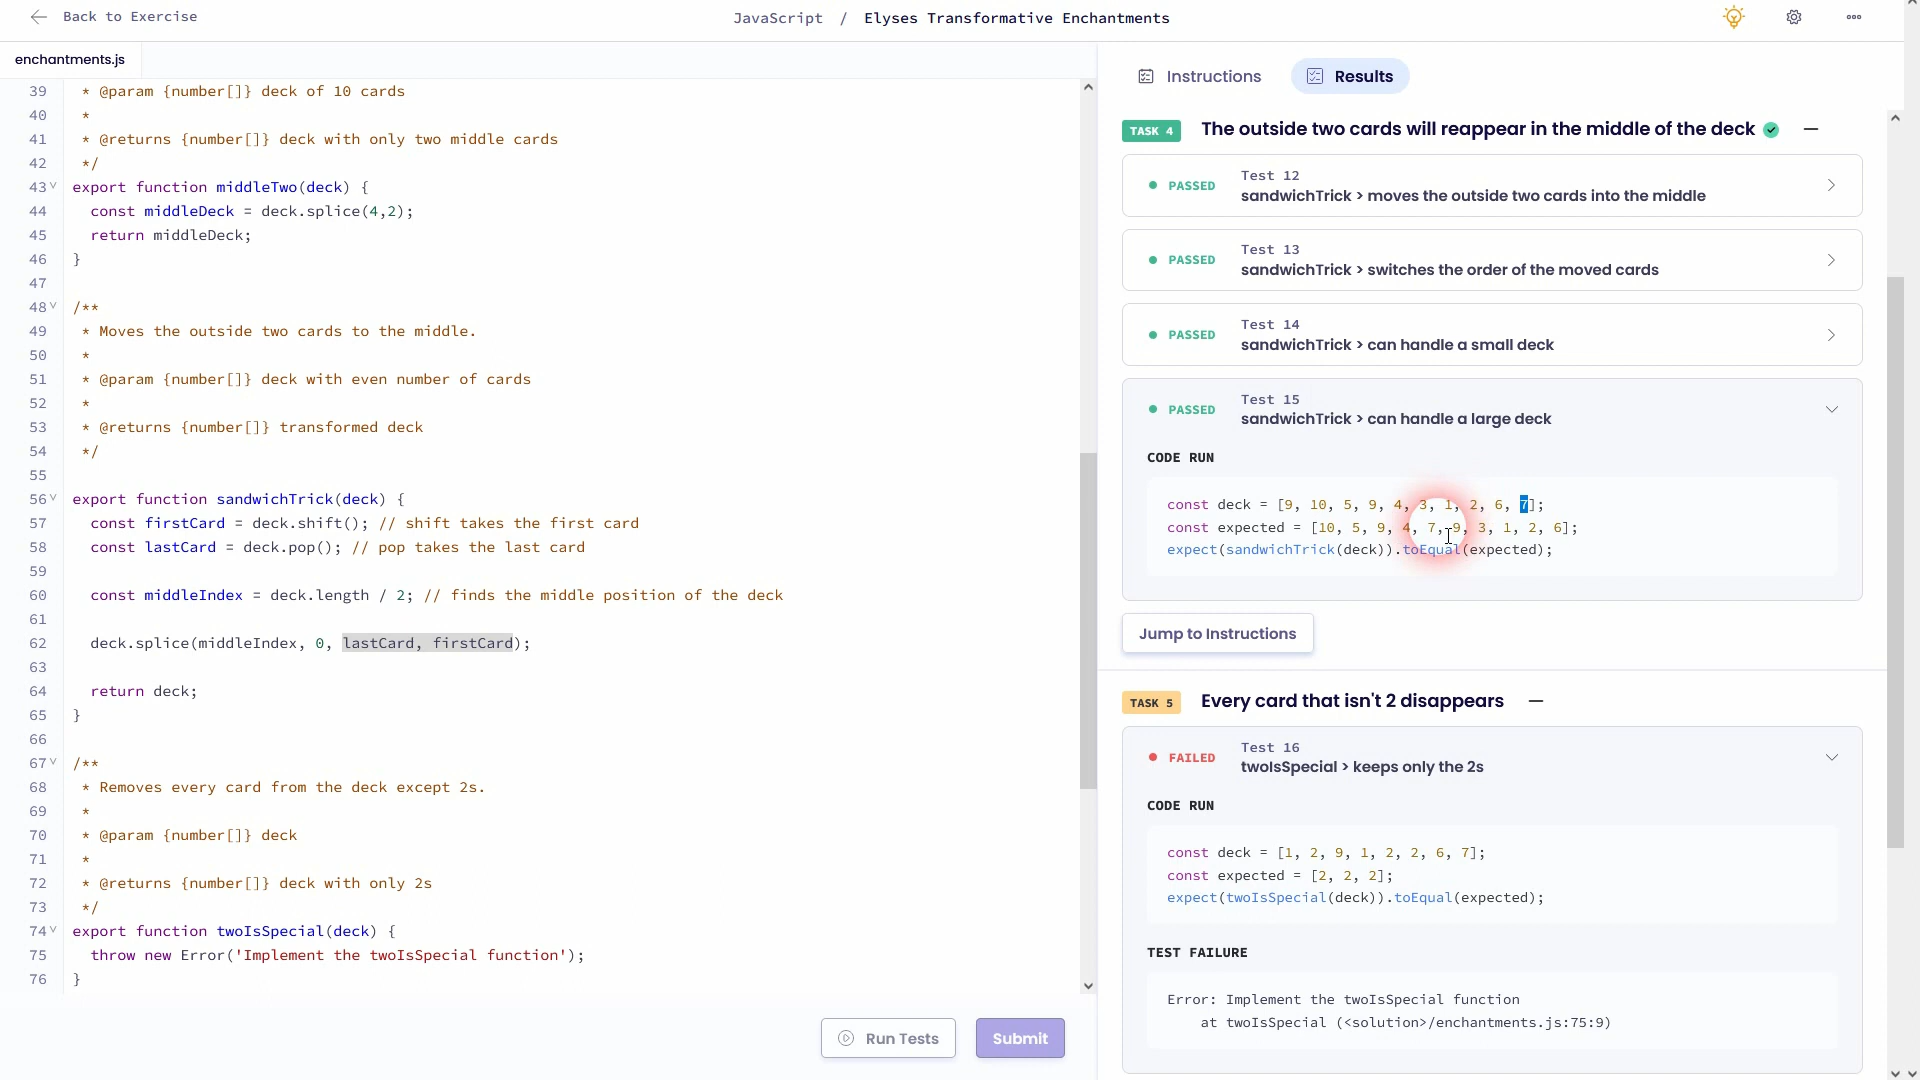 Back to Exercise
JavaScript / Elyses Transformative Enchantments
enchantments.js
39 * @param {number[]} deck of 10 cards
40 *
41 * @returns {number[]} deck with only two middle cards
42 */
43 export function middleTwo(deck) {
44 const middleDeck = deck.splice(4,2);
45 return middleDeck;
46 }
47
48 /**
49 * Moves the outside two cards to the middle.
50 *
51 * @param {number[]} deck with even number of cards
52 *
53 * @returns {number[]} transformed deck
54 */
55
56 export function sandwichTrick(deck) {
57 const firstCard = deck.shift(); // shift takes the first card
58 const lastCard = deck.pop(); // pop takes the last card
59
60 const middleIndex = deck.length / 2; // finds the middle position of the deck
61
62 deck.splice(middleIndex, 0, lastCard, firstCard);
63
64 return deck;
65 }
66
67 /**
68 * Removes every card from the deck except 2s.
69 *
70 * @param {number[]} deck
71 *
72 * @returns {number[]} deck with only 2s
73 */
74 export function twoIsSpecial(deck) {
75 throw new Error('Implement the twoIsSpecial function');
76 }
Run Tests
Submit
Instructions
Results
TASK 4 The outside two cards will reappear in the middle of the deck
Test 12
PASSED
sandwichTrick > moves the outside two cards into the middle
Test 13
PASSED
sandwichTrick > switches the order of the moved cards
Test 14
PASSED
sandwichTrick > can handle a small deck
Test 15
PASSED
sandwichTrick > can handle a large deck
CODE RUN
const deck = [9, 10, 5, 9, 4, 3, 1, 2, 6, 7];
const expected = [10, 5, 9, 4, 7, 9, 3, 1, 2, 6];
expect(sandwichTrick(deck)).toEqual(expected);
Jump to Instructions
TASK 5 Every card that isn't 2 disappears
Test 16
FAILED
twoIsSpecial > keeps only the 2s
CODE RUN
const deck = [1, 2, 9, 1, 2, 2, 6, 7];
const expected = [2, 2, 2];
expect(twoIsSpecial(deck)).toEqual(expected);
TEST FAILURE
Error: Implement the twoIsSpecial function
at twoIsSpecial (<solution>/enchantments.js:75:9)